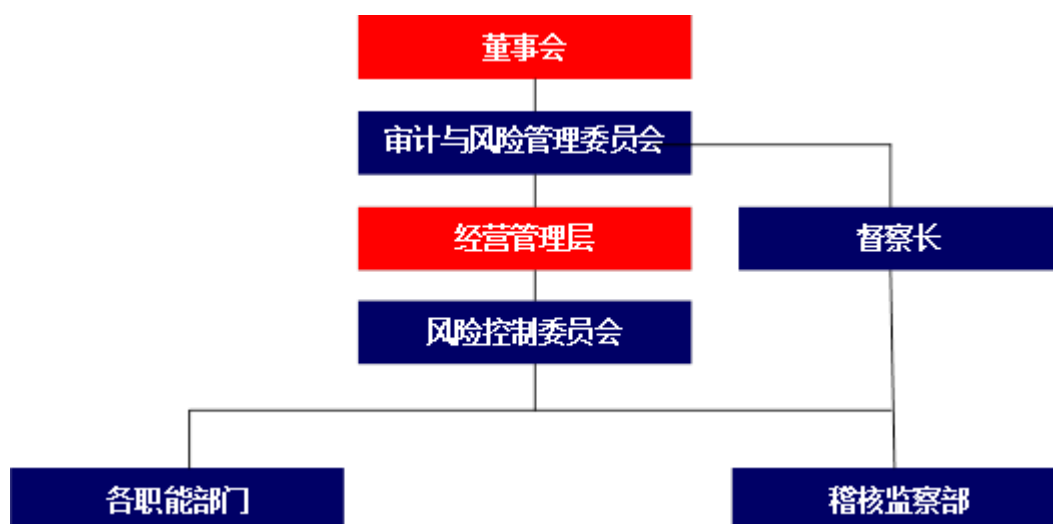 董事会
审计与风险管理委员会
经营管理层
督察长
风险控制委员会
各职能部门
稽核监察部